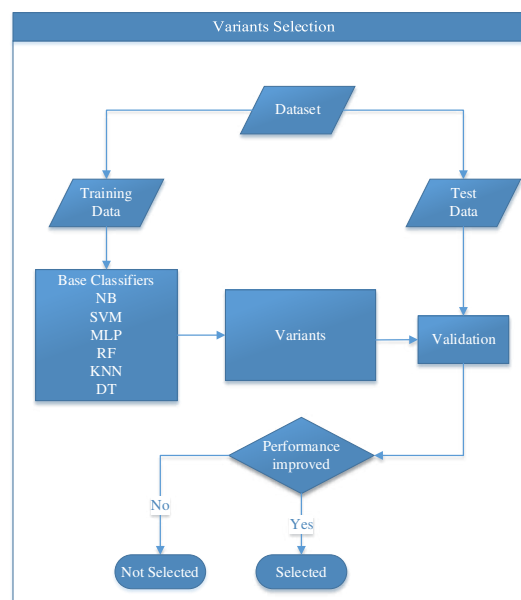 Variants Selection
Dataset
Training
Data
Test
Data
Base Classifiers
NB
SVM
MLP
RF
KNN
DT
Variants
Validation
Performance
improved
No
Yes
Not Selected
Selected